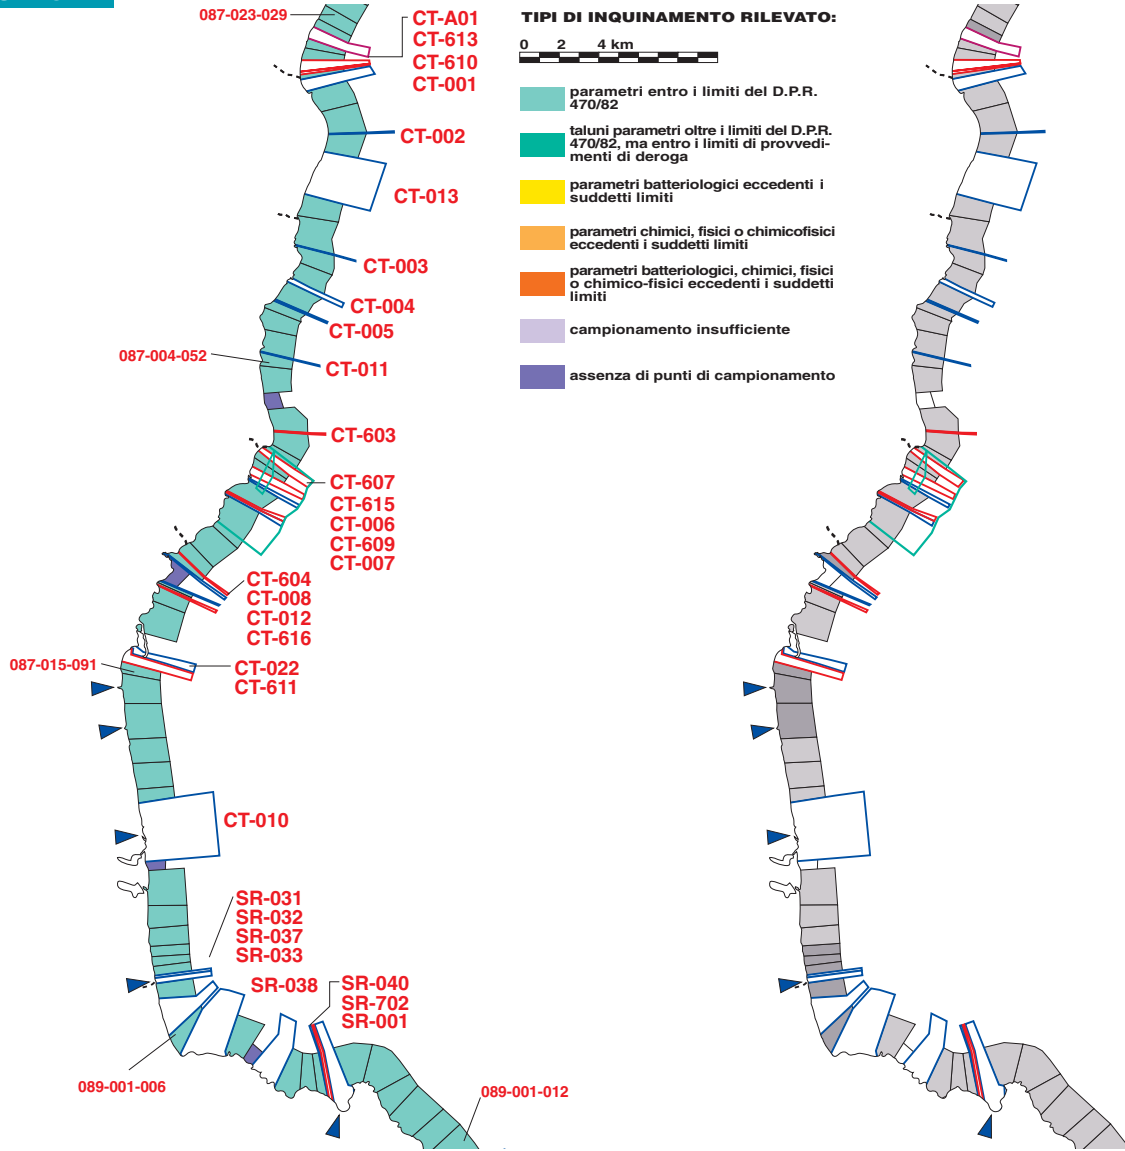 087-023-029
CT-A01
CT-613
CT-610
CT-001
CT-002
CT-013
CT-003
CT-004
CT-005
087-004-052
CT-011
CT-603
CT-607
CT-615
CT-006
CT-609
CT-007
CT-604
CT-008
CT-012
CT-616
087-015-091
CT-022
CT-611
CT-010
SR-031
SR-032
SR-037
SR-033
SR-038
SR-040
SR-702
SR-001
089-001-006
089-001-012
TIPI DI INQUINAMENTO RILEVATO:
0 2 4 km
parametri entro i limiti del D.P.R.
470/82
taluni parametri oltre i limiti del D.P.R.
470/82, ma entro i limiti di provvedi-
menti di deroga
parametri batteriologici eccedenti i
suddetti limiti
parametri chimici, fisici o chimicofisici
eccedenti i suddetti limiti
parametri batteriologici, chimici, fisici
o chimico-fisici eccedenti i suddetti
limiti
campionamento insufficiente
assenza di punti di campionamento